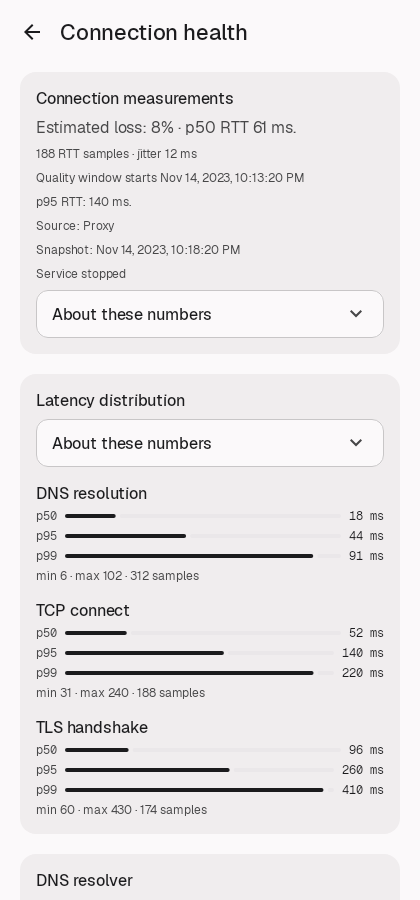 Connection health
Connection measurements
Estimated loss: 8% · p50 RTT 61 ms.
188 RTT samples · jitter 12 ms
Quality window starts Nov 14, 2023, 10:13:20 PM
p95 RTT: 140 ms.
Source: Proxy
Snapshot: Nov 14, 2023, 10:18:20 PM
Service stopped
About these numbers
Latency distribution
About these numbers
DNS resolution
p50 18 ms
p95 44 ms
p99 91 ms
min 6 · max 102 · 312 samples
TCP connect
p50 52 ms
p95 140 ms
p99 220 ms
min 31 · max 240 · 188 samples
TLS handshake
p50 96 ms
p95 260 ms
p99 410 ms
min 60 · max 430 · 174 samples
DNS resolver